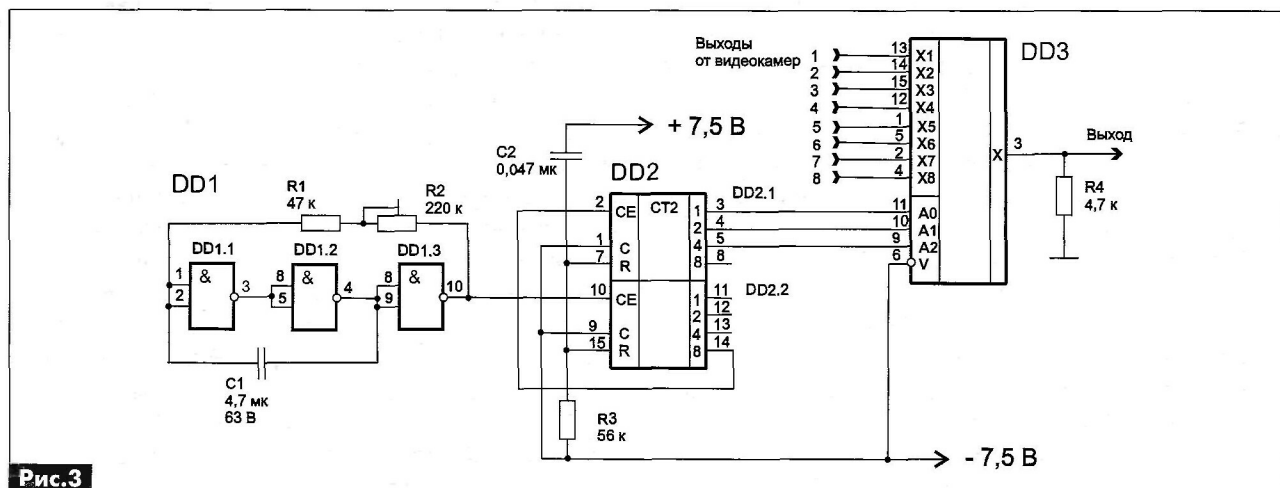 Выходы
от видеокамер
1 13 X1
2 14 X2
3 15 X3
4 12 X4
5 1 X5
6 5 X6
7 2 X7
8 4 X8
DD3
X 3
Выход
R4
4,7 к
11 A0
10 A1
9 A2
6 V
+ 7,5 В
C2
0,047 мк
DD2
CT2
DD2.1
2 CE 1 3
2 4
1 C 4 5
7 R 8 8
DD2.2
10 CE 1 11
2 12
9 C 4 13
15 R 8 14
R3
56 к
- 7,5 В
DD1
R1
47 к
R2
220 к
DD1.1
DD1.2
DD1.3
1 & 3
2
8 & 4
5
8 & 10
9
C1
4,7 мк
63 В
Рис.3